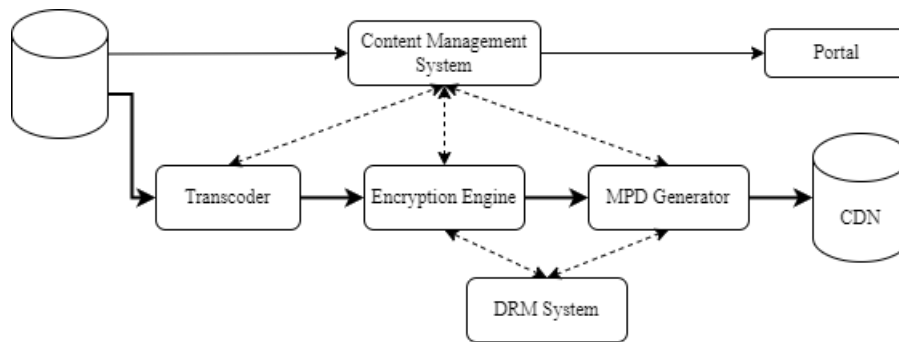 Content Management
System
Portal
Transcoder
Encryption Engine
MPD Generator
CDN
DRM System